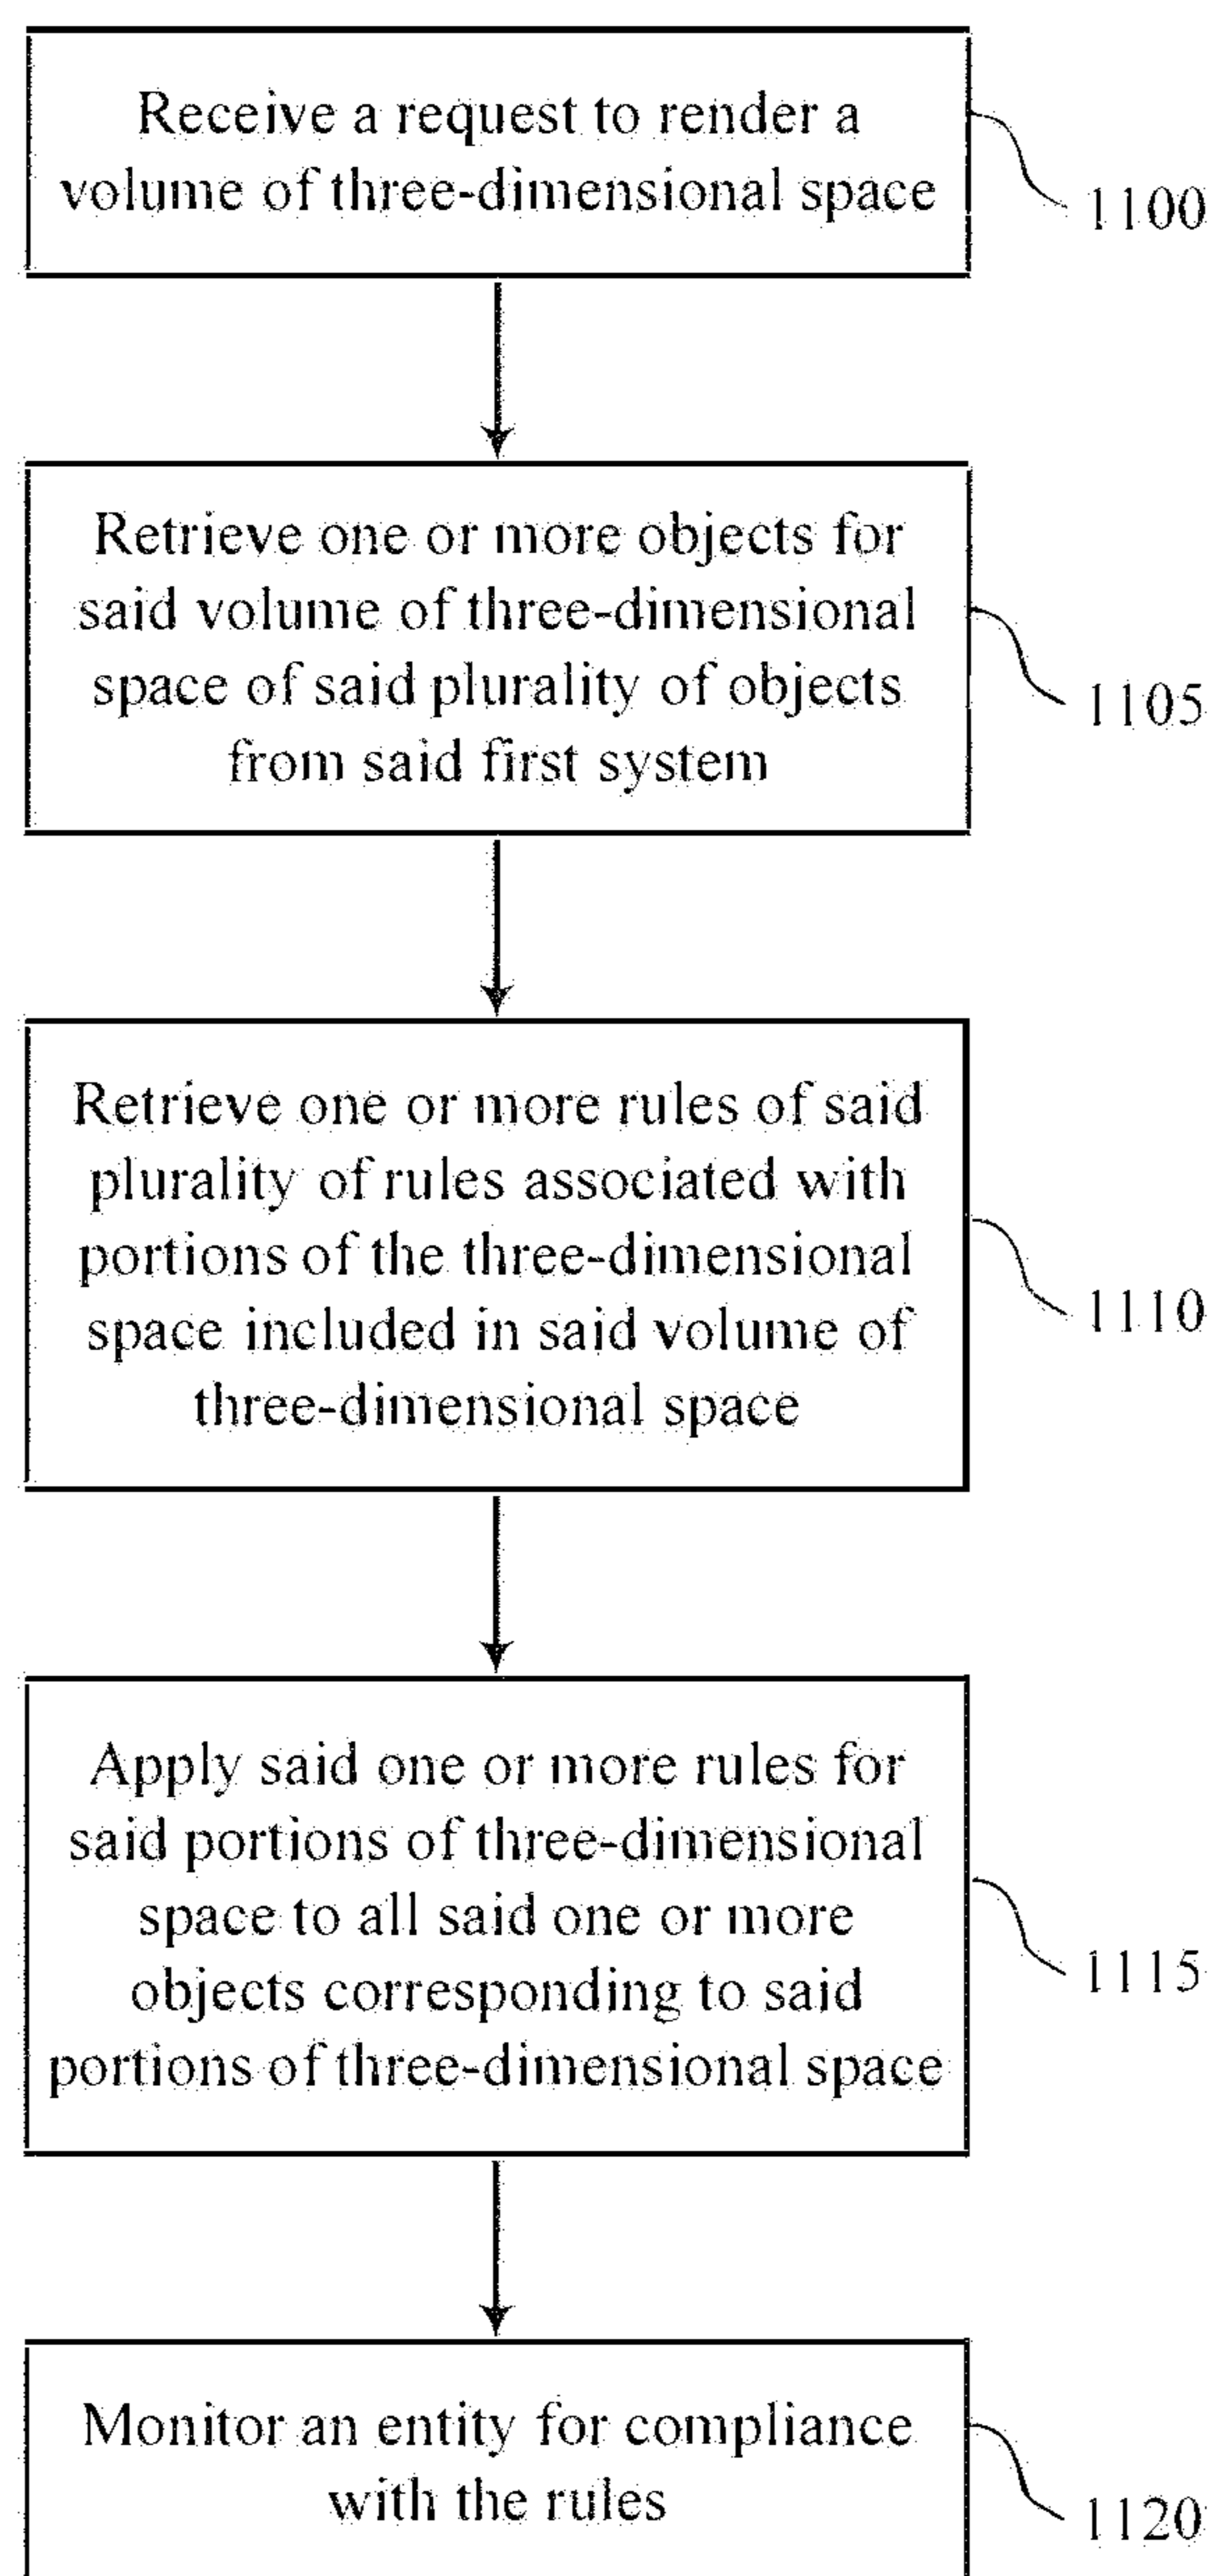 Receive a request to render a
volume of three-dimensional space
1100
Retrieve one or more objects for
said volume of three-dimensional
space of said plurality of objects
from said first system
1105
Retrieve one or more rules of said
plurality of rules associated with
portions of the three-dimensional
space included in said volume of
three-dimensional space
1110
Apply said one or more rules for
said portions of three-dimensional
space to all said one or more
objects corresponding to said
portions of three-dimensional space
1115
Monitor an entity for compliance
with the rules
1120